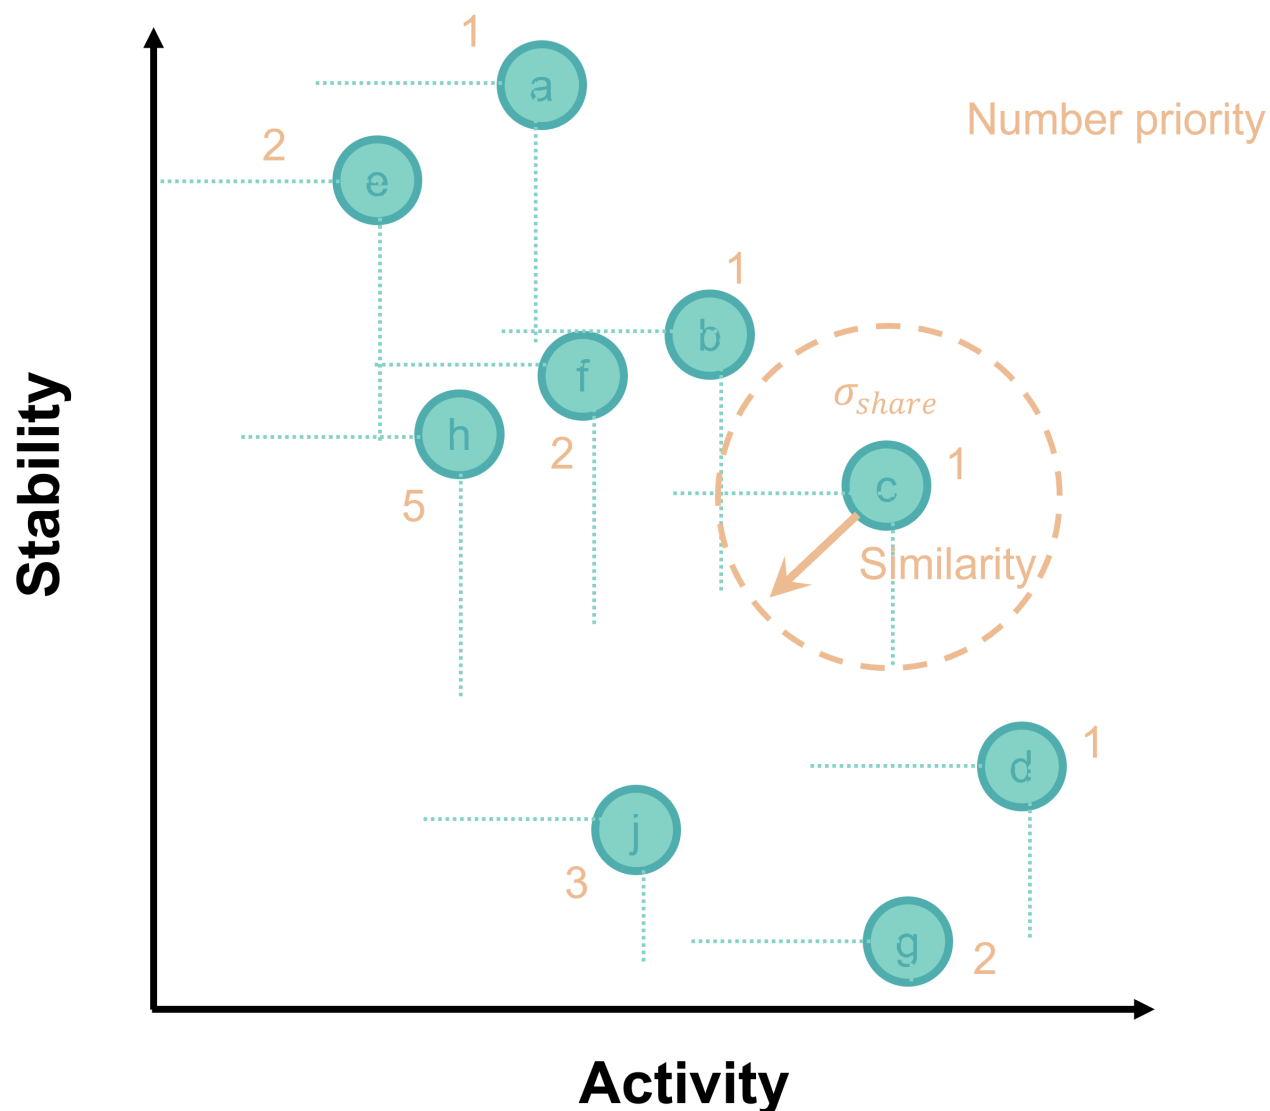 1
a
Number priority
2
e
1
b
f
σshare
h
2
1
c
5
Similarity
Stability
1
d
j
3
g
2
Activity